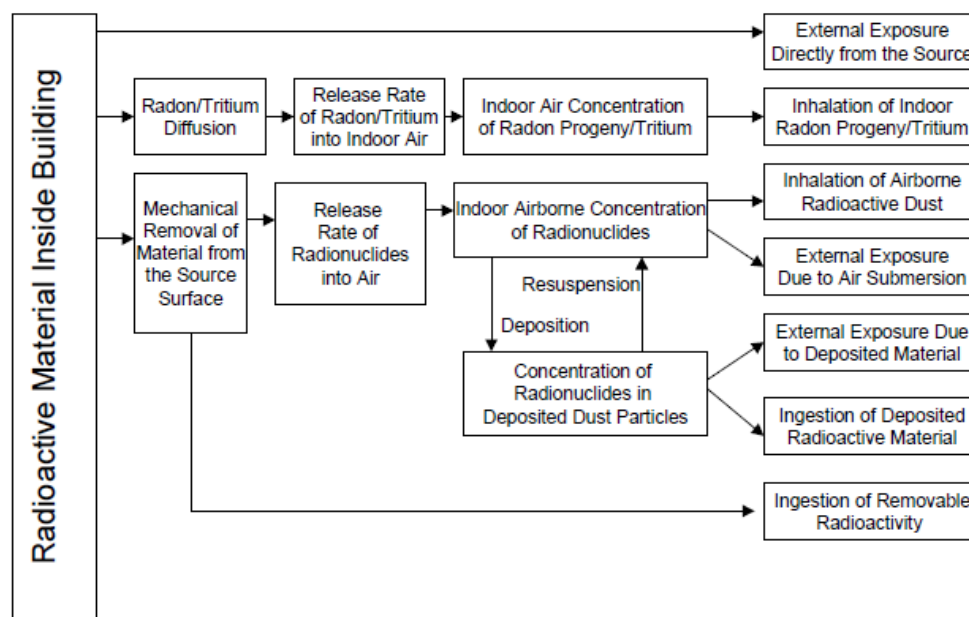 Radioactive Material Inside Building
External Exposure
Directly from the Source
Radon/Tritium
Diffusion
Release Rate
of Radon/Tritium
into Indoor Air
Indoor Air Concentration
of Radon Progeny/Tritium
Inhalation of Indoor
Radon Progeny/Tritium
Mechanical
Removal of
Material from
the Source
Surface
Release
Rate of
Radionuclides
into Air
Indoor Airborne Concentration
of Radionuclides
Inhalation of Airborne
Radioactive Dust
External Exposure
Due to Air Submersion
Resuspension
Deposition
Concentration of
Radionuclides in
Deposited Dust Particles
External Exposure Due
to Deposited Material
Ingestion of Deposited
Radioactive Material
Ingestion of Removable
Radioactivity